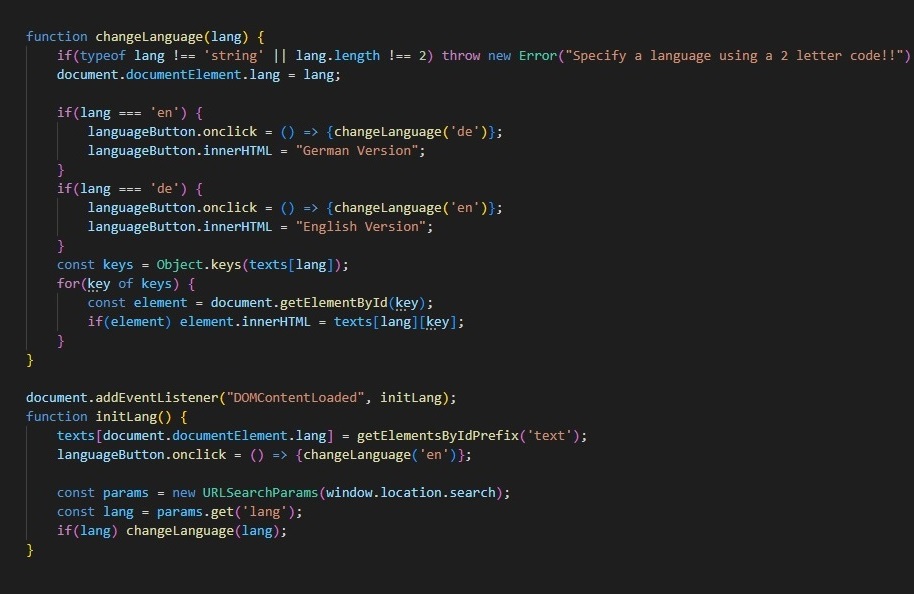 function changeLanguage(lang) {
    if(typeof lang !== 'string' || lang.length !== 2) throw new Error("Specify a language using a 2 letter code!!")
    document.documentElement.lang = lang;

    if(lang === 'en') {
        languageButton.onclick = () => {changeLanguage('de')};
        languageButton.innerHTML = "German Version";
    }
    if(lang === 'de') {
        languageButton.onclick = () => {changeLanguage('en')};
        languageButton.innerHTML = "English Version";
    }
    const keys = Object.keys(texts[lang]);
    for(key of keys) {
        const element = document.getElementById(key);
        if(element) element.innerHTML = texts[lang][key];
    }
}

document.addEventListener("DOMContentLoaded", initLang);
function initLang() {
    texts[document.documentElement.lang] = getElementsByIdPrefix('text');
    languageButton.onclick = () => {changeLanguage('en')};

    const params = new URLSearchParams(window.location.search);
    const lang = params.get('lang');
    if(lang) changeLanguage(lang);
}